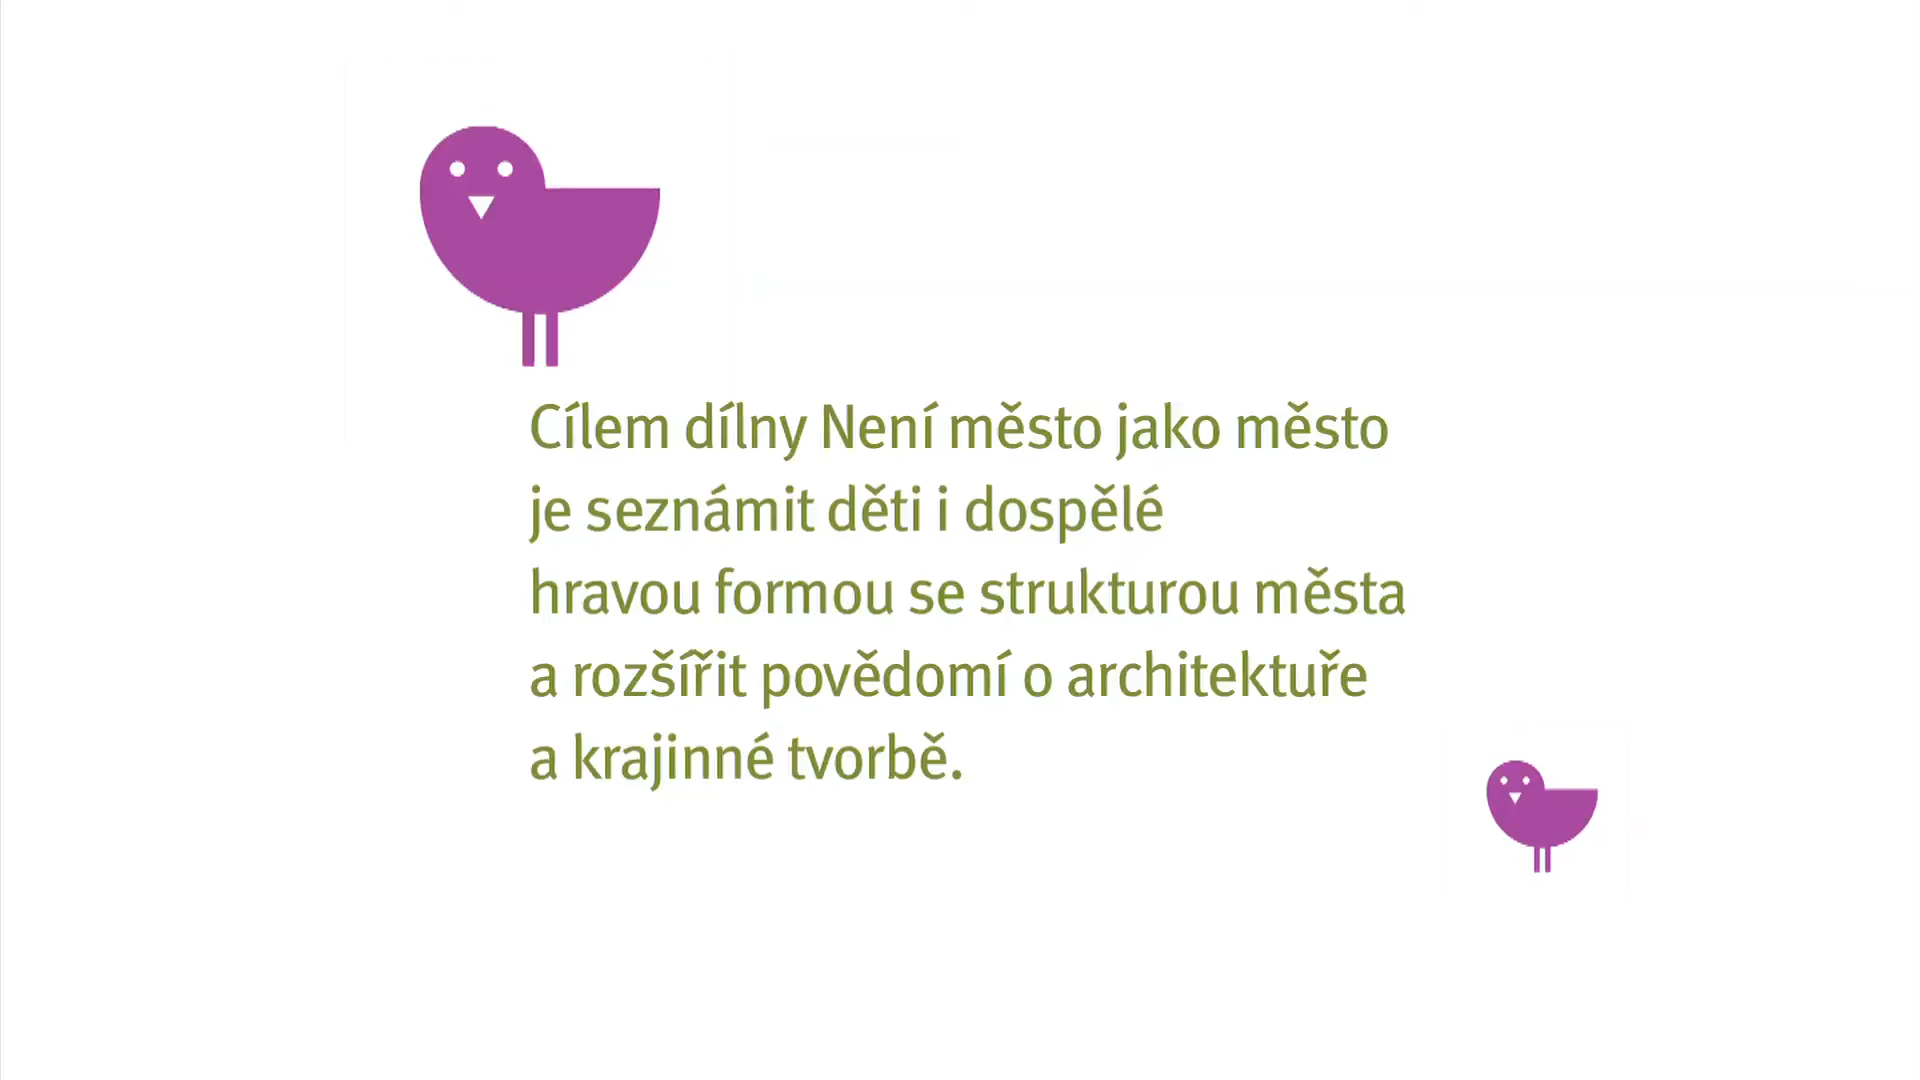 Cílem dílny Není město jako město
je seznámit děti i dospělé
hravou formou se strukturou města
a rozšířit povědomí o architektuře
a krajinné tvorbě.